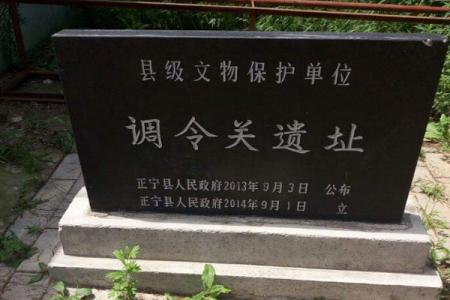 县级文物保护单位
调令关遗址
正宁县人民政府2013年9月3日 公布
正宁县人民政府2014年9月1日 立